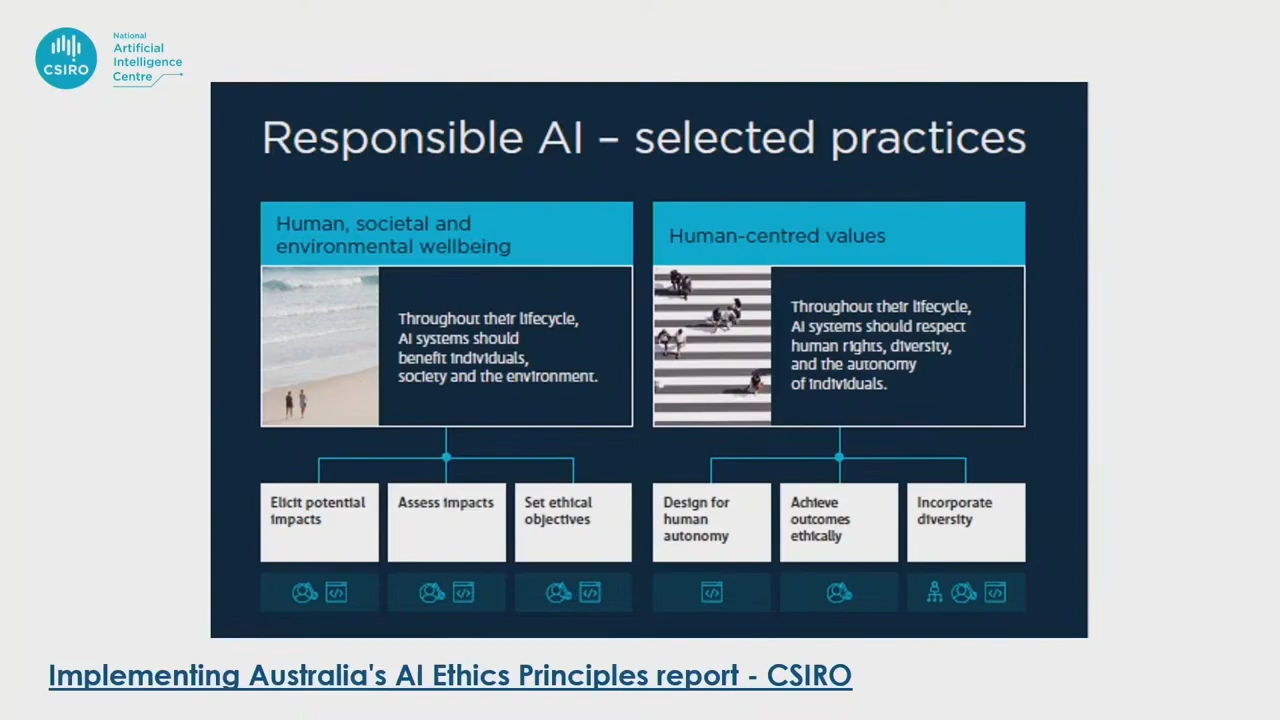 CSIRO
National
Artificial
Intelligence
Centre
Responsible AI – selected practices
Human, societal and
environmental wellbeing
Throughout their lifecycle,
AI systems should
benefit individuals,
society and the environment.
Elicit potential
impacts
Assess impacts
Set ethical
objectives
Human-centred values
Throughout their lifecycle,
AI systems should respect
human rights, diversity,
and the autonomy
of individuals.
Design for
human
autonomy
Achieve
outcomes
ethically
Incorporate
diversity
Implementing Australia's AI Ethics Principles report - CSIRO